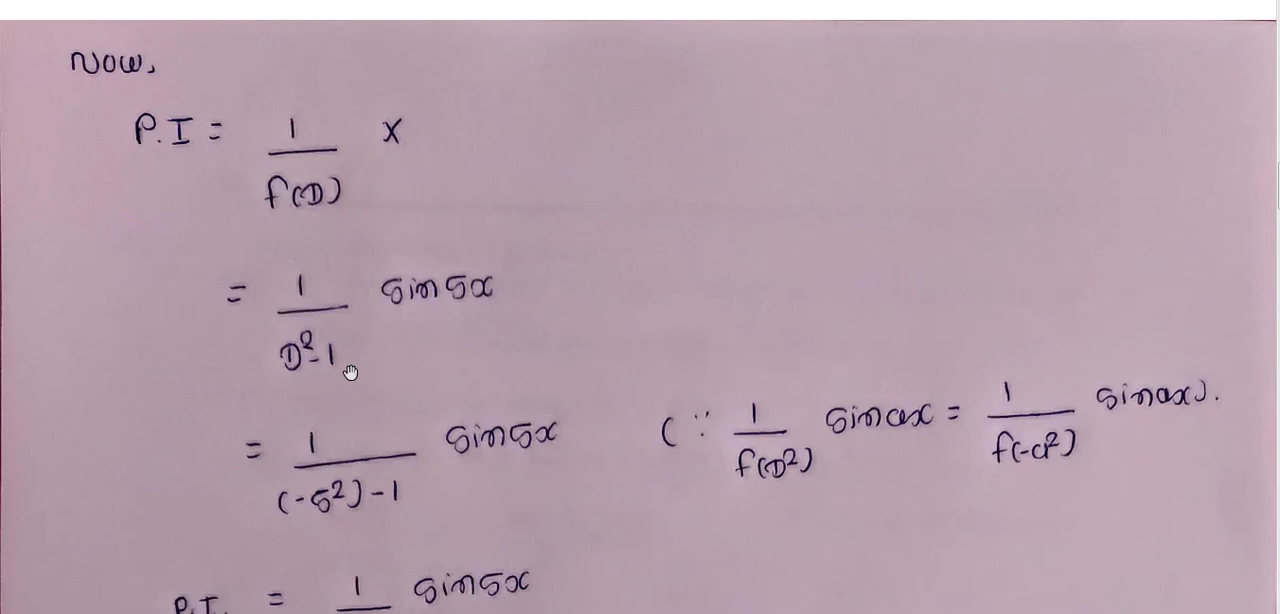 Now,
P.I = 1/f(D) X
= 1/D²-1 Sin5x
= 1/(-5²)-1 Sin5x (∵ 1/f(D²) Sinax = 1/f(-a²) Sinax).
P.I. = 1 Sin5x